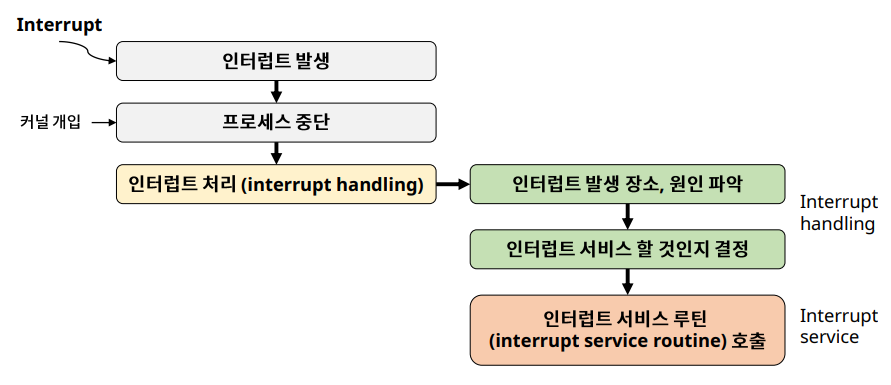 Interrupt
인터럽트 발생
커널 개입
프로세스 중단
인터럽트 처리 (interrupt handling)
인터럽트 발생 장소, 원인 파악
인터럽트 서비스 할 것인지 결정
Interrupt
handling
인터럽트 서비스 루틴
(interrupt service routine) 호출
Interrupt
service